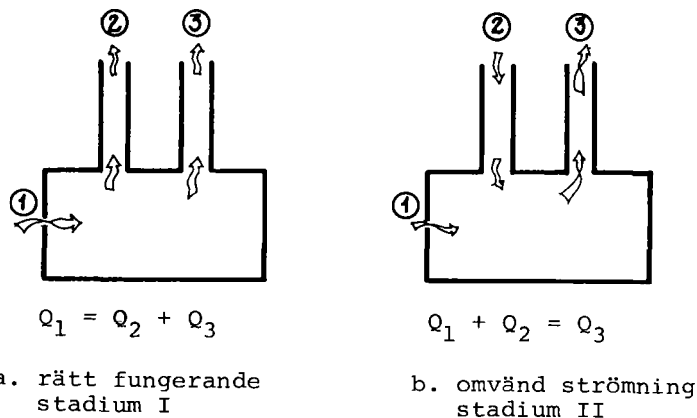 ② ③
①
Q₁ = Q₂ + Q₃
a. rätt fungerande
stadium I
② ③
①
Q₁ + Q₂ = Q₃
b. omvänd strömning
stadium II